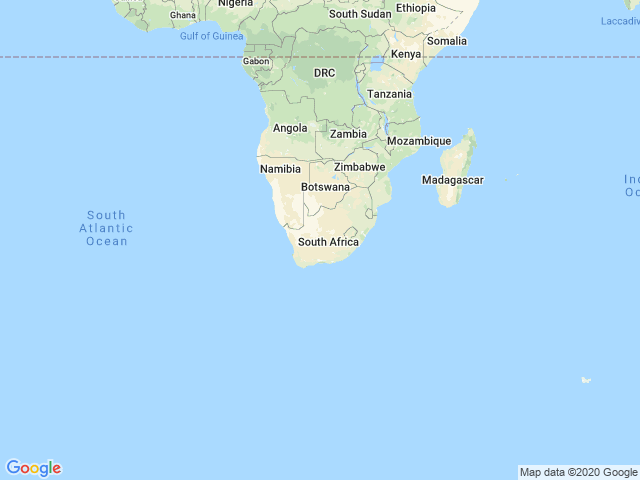 Ethiopia
Nigeria
South Sudan
Ghana
Laccadiv
Gulf of Guinea
Somalia
Kenya
Gabon
DRC
Tanzania
Angola
Zambia
Mozambique
Zimbabwe
Namibia
Madagascar
Botswana
Ind
Oc
South
Atlantic
Ocean
South Africa
Google
Map data ©2020 Google